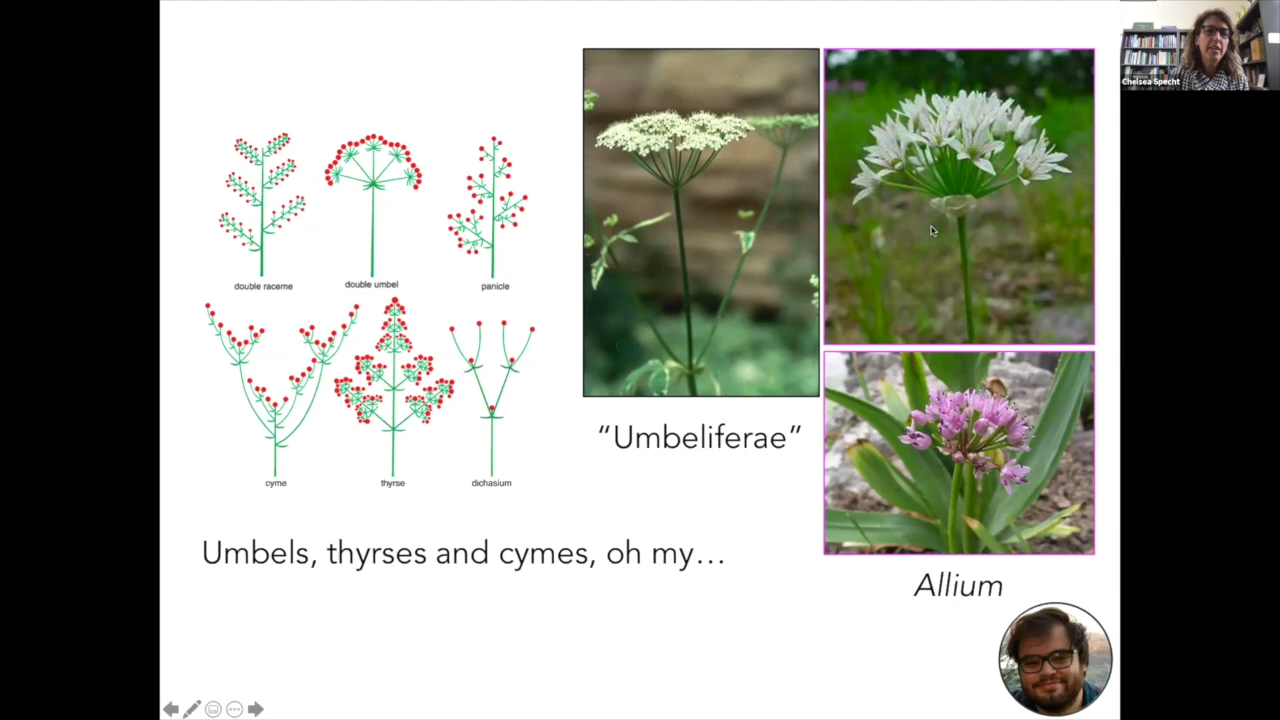 Chelsea Specht
double raceme
double umbel
panicle
cyme
thyrse
dichasium
“Umbeliferae”
Umbels, thyrses and cymes, oh my…
Allium